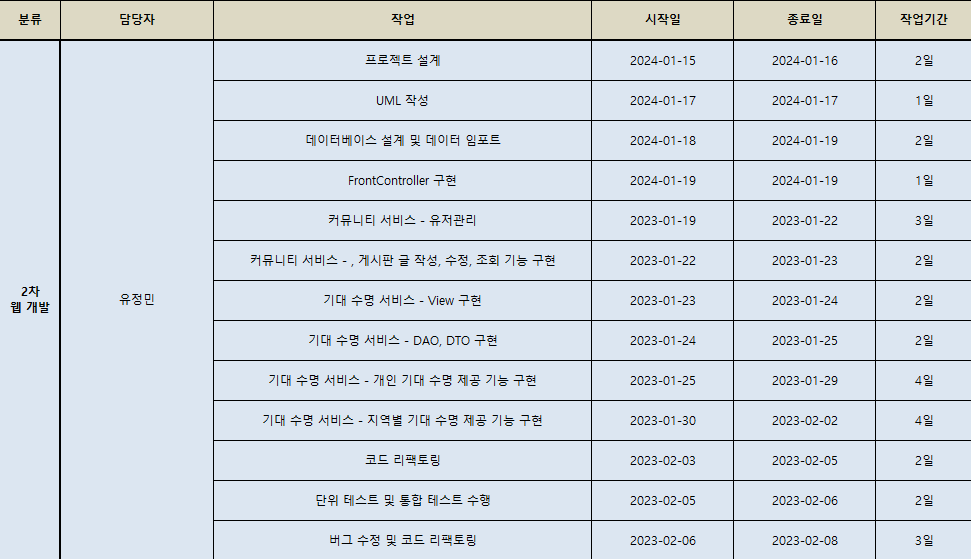 분류 담당자 작업 시작일 종료일 작업기간
프로젝트 설계 2024-01-15 2024-01-16 2일
UML 작성 2024-01-17 2024-01-17 1일
데이터베이스 설계 및 데이터 임포트 2024-01-18 2024-01-19 2일
FrontController 구현 2024-01-19 2024-01-19 1일
커뮤니티 서비스 - 유저관리 2023-01-19 2023-01-22 3일
커뮤니티 서비스 - , 게시판 글 작성, 수정, 조회 기능 구현 2023-01-22 2023-01-23 2일
2차
웹 개발
유정민
기대 수명 서비스 - View 구현 2023-01-23 2023-01-24 2일
기대 수명 서비스 - DAO, DTO 구현 2023-01-24 2023-01-25 2일
기대 수명 서비스 - 개인 기대 수명 제공 기능 구현 2023-01-25 2023-01-29 4일
기대 수명 서비스 - 지역별 기대 수명 제공 기능 구현 2023-01-30 2023-02-02 4일
코드 리팩토링 2023-02-03 2023-02-05 2일
단위 테스트 및 통합 테스트 수행 2023-02-05 2023-02-06 2일
버그 수정 및 코드 리팩토링 2023-02-06 2023-02-08 3일